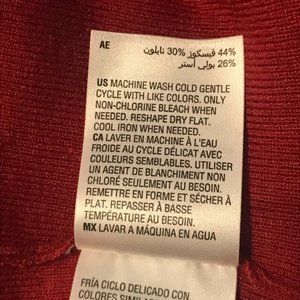 AE
44% فيسكوز 30% نايلون
26% بولي أستر
US MACHINE WASH COLD GENTLE
CYCLE WITH LIKE COLORS. ONLY
NON-CHLORINE BLEACH WHEN
NEEDED. RESHAPE DRY FLAT.
COOL IRON WHEN NEEDED.
CA LAVER EN MACHINE À L'EAU
FROIDE AU CYCLE DÉLICAT AVEC
COULEURS SEMBLABLES. UTILISER
UN AGENT DE BLANCHIMENT NON
CHLORÉ SEULEMENT AU BESOIN.
REMETTRE EN FORME ET SÉCHER À
PLAT. REPASSER À BASSE
TEMPÉRATURE AU BESOIN.
MX LAVAR A MÁQUINA EN AGUA
FRÍA CICLO DELICADO CON
COLORES